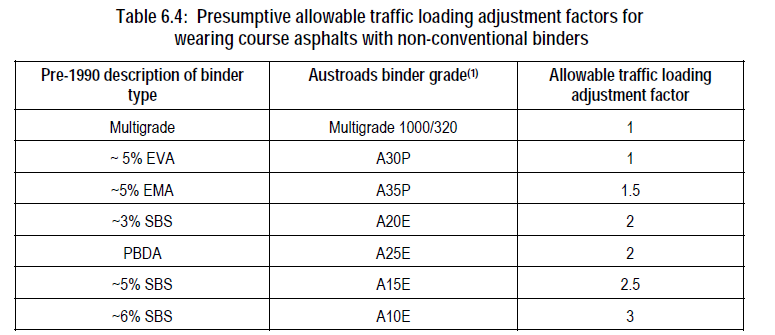 Table 6.4: Presumptive allowable traffic loading adjustment factors for
wearing course asphalts with non-conventional binders
Pre-1990 description of binder type Austroads binder grade(1) Allowable traffic loading adjustment factor
Multigrade Multigrade 1000/320 1
~ 5% EVA A30P 1
~5% EMA A35P 1.5
~3% SBS A20E 2
PBDA A25E 2
~5% SBS A15E 2.5
~6% SBS A10E 3